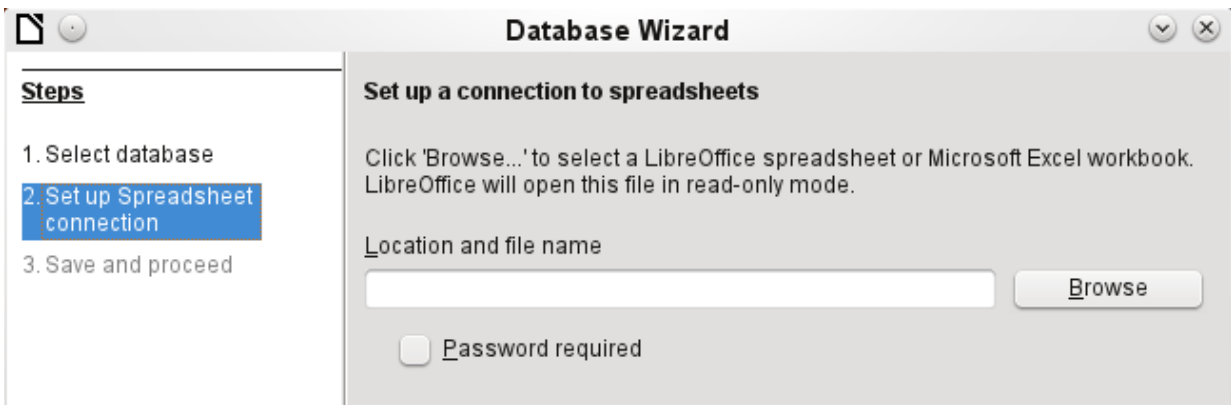 Database Wizard
Steps
1. Select database
2. Set up Spreadsheet
connection
3. Save and proceed
Set up a connection to spreadsheets
Click 'Browse...' to select a LibreOffice spreadsheet or Microsoft Excel workbook.
LibreOffice will open this file in read-only mode.
Location and file name
Browse
Password required